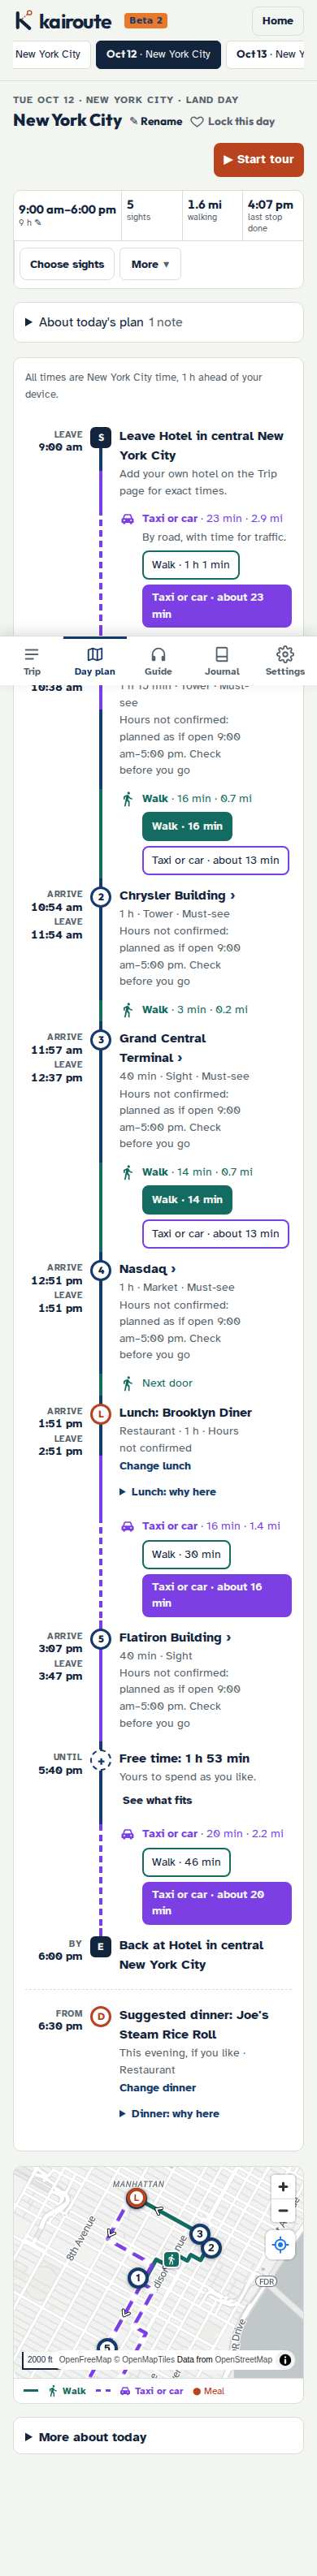 kairoute
Beta 2
Home
New York City
Oct 12 · New York City
Oct 13 · New Y
TUE OCT 12 · NEW YORK CITY · LAND DAY
New York City
✎ Rename
Lock this day
▶ Start tour
9:00 am–6:00 pm
9 h ✎
5
sights
1.6 mi
walking
4:07 pm
last stop
done
Choose sights
More ▼
▶ About today's plan 1 note
All times are New York City time, 1 h ahead of your
device.
LEAVE
9:00 am
S
Leave Hotel in central New
York City
Add your own hotel on the Trip
page for exact times.
Taxi or car · 23 min · 2.9 mi
By road, with time for traffic.
Walk · 1 h 1 min
Taxi or car · about 23
min
Trip
Day plan
Guide
Journal
Settings
10:38 am
1 h 15 min · Tower · Must-
see
Hours not confirmed:
planned as if open 9:00
am–5:00 pm. Check
before you go
Walk · 16 min · 0.7 mi
Walk · 16 min
Taxi or car · about 13 min
ARRIVE
10:54 am
LEAVE
11:54 am
2
Chrysler Building ›
1 h · Tower · Must-see
Hours not confirmed:
planned as if open 9:00
am–5:00 pm. Check
before you go
Walk · 3 min · 0.2 mi
ARRIVE
11:57 am
LEAVE
12:37 pm
3
Grand Central
Terminal ›
40 min · Sight · Must-see
Hours not confirmed:
planned as if open 9:00
am–5:00 pm. Check
before you go
Walk · 14 min · 0.7 mi
Walk · 14 min
Taxi or car · about 13 min
ARRIVE
12:51 pm
LEAVE
1:51 pm
4
Nasdaq ›
1 h · Market · Must-see
Hours not confirmed:
planned as if open 9:00
am–5:00 pm. Check
before you go
Next door
ARRIVE
1:51 pm
LEAVE
2:51 pm
L
Lunch: Brooklyn Diner
Restaurant · 1 h · Hours
not confirmed
Change lunch
▶ Lunch: why here
Taxi or car · 16 min · 1.4 mi
Walk · 30 min
Taxi or car · about 16
min
ARRIVE
3:07 pm
LEAVE
3:47 pm
5
Flatiron Building ›
40 min · Sight
Hours not confirmed:
planned as if open 9:00
am–5:00 pm. Check
before you go
UNTIL
5:40 pm
+
Free time: 1 h 53 min
Yours to spend as you like.
See what fits
Taxi or car · 20 min · 2.2 mi
Walk · 46 min
Taxi or car · about 20
min
BY
6:00 pm
E
Back at Hotel in central
New York City
FROM
6:30 pm
D
Suggested dinner: Joe's
Steam Rice Roll
This evening, if you like ·
Restaurant
Change dinner
▶ Dinner: why here
MANHATTAN
L
+
−
8th Avenue
3
2
1
FDR
5
2000 ft
OpenFreeMap © OpenMapTiles Data from OpenStreetMap
Walk
Taxi or car
Meal
▶ More about today